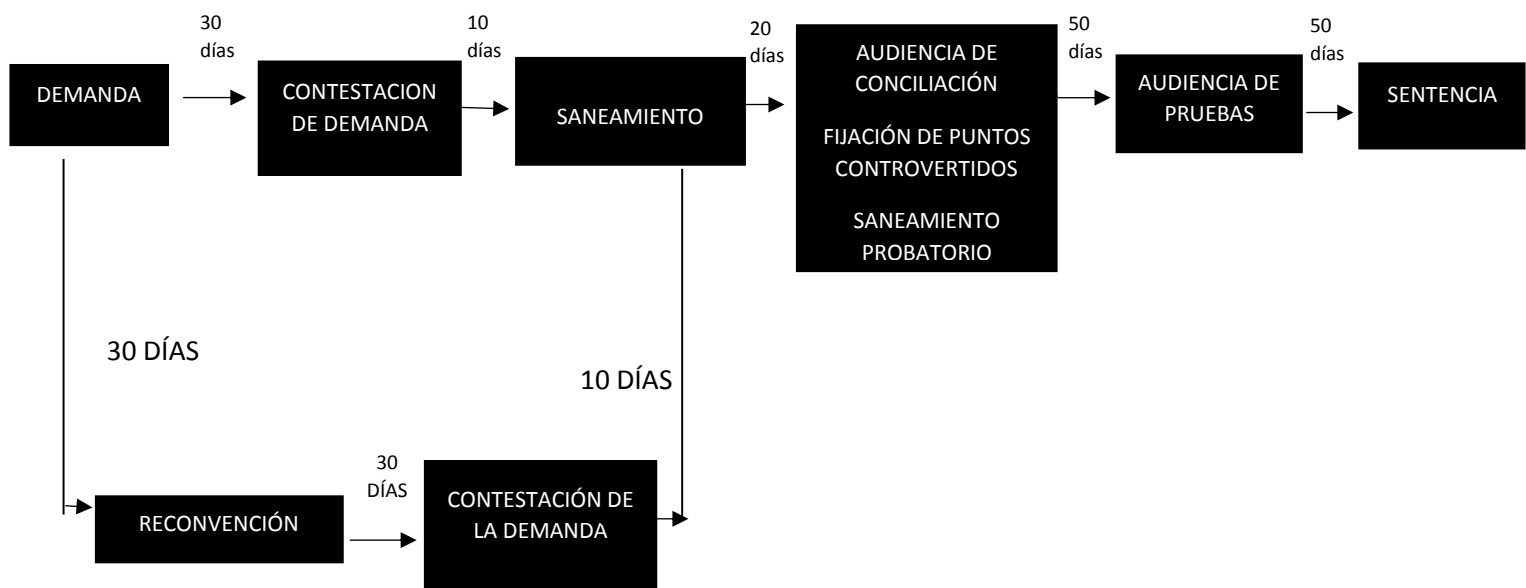 30
días
10
días
20
días
50
días
50
días
DEMANDA
CONTESTACION
DE DEMANDA
SANEAMIENTO
AUDIENCIA DE
CONCILIACIÓN
FIJACIÓN DE PUNTOS
CONTROVERTIDOS
SANEAMIENTO
PROBATORIO
AUDIENCIA DE
PRUEBAS
SENTENCIA
30 DÍAS
10 DÍAS
RECONVENCIÓN
30
DÍAS
CONTESTACIÓN DE
LA DEMANDA